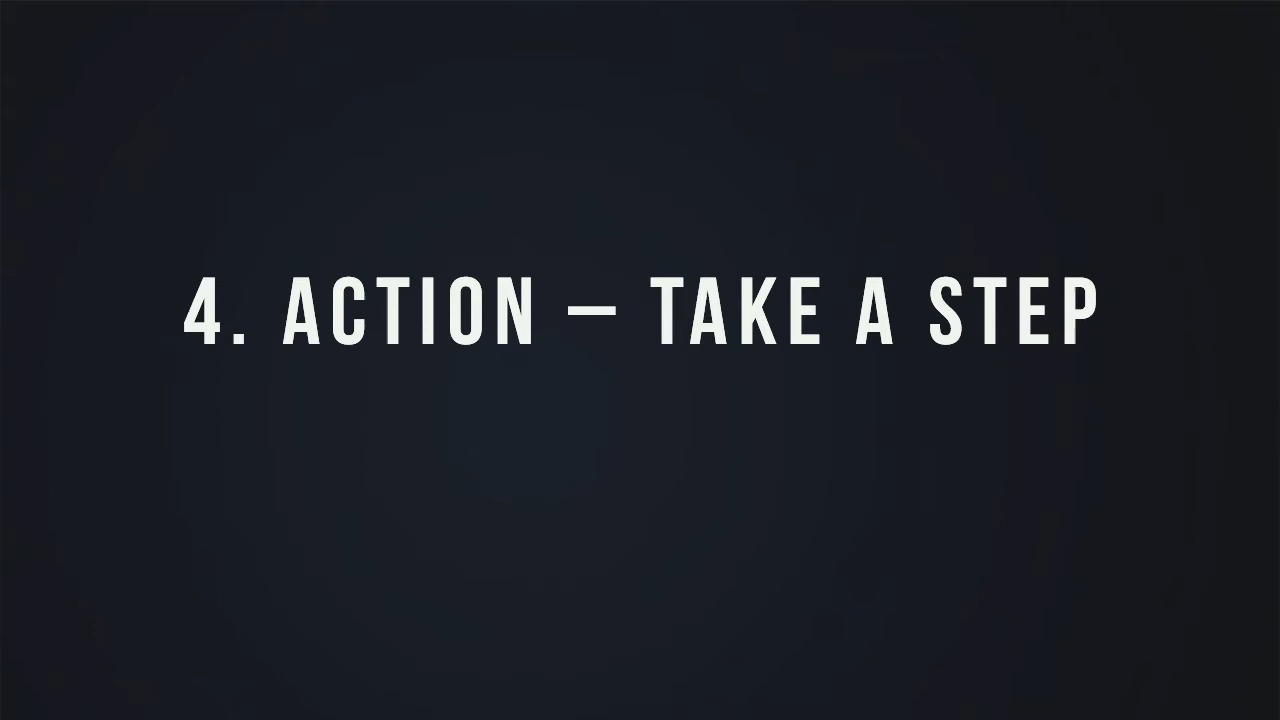 4. ACTION – TAKE A STEP